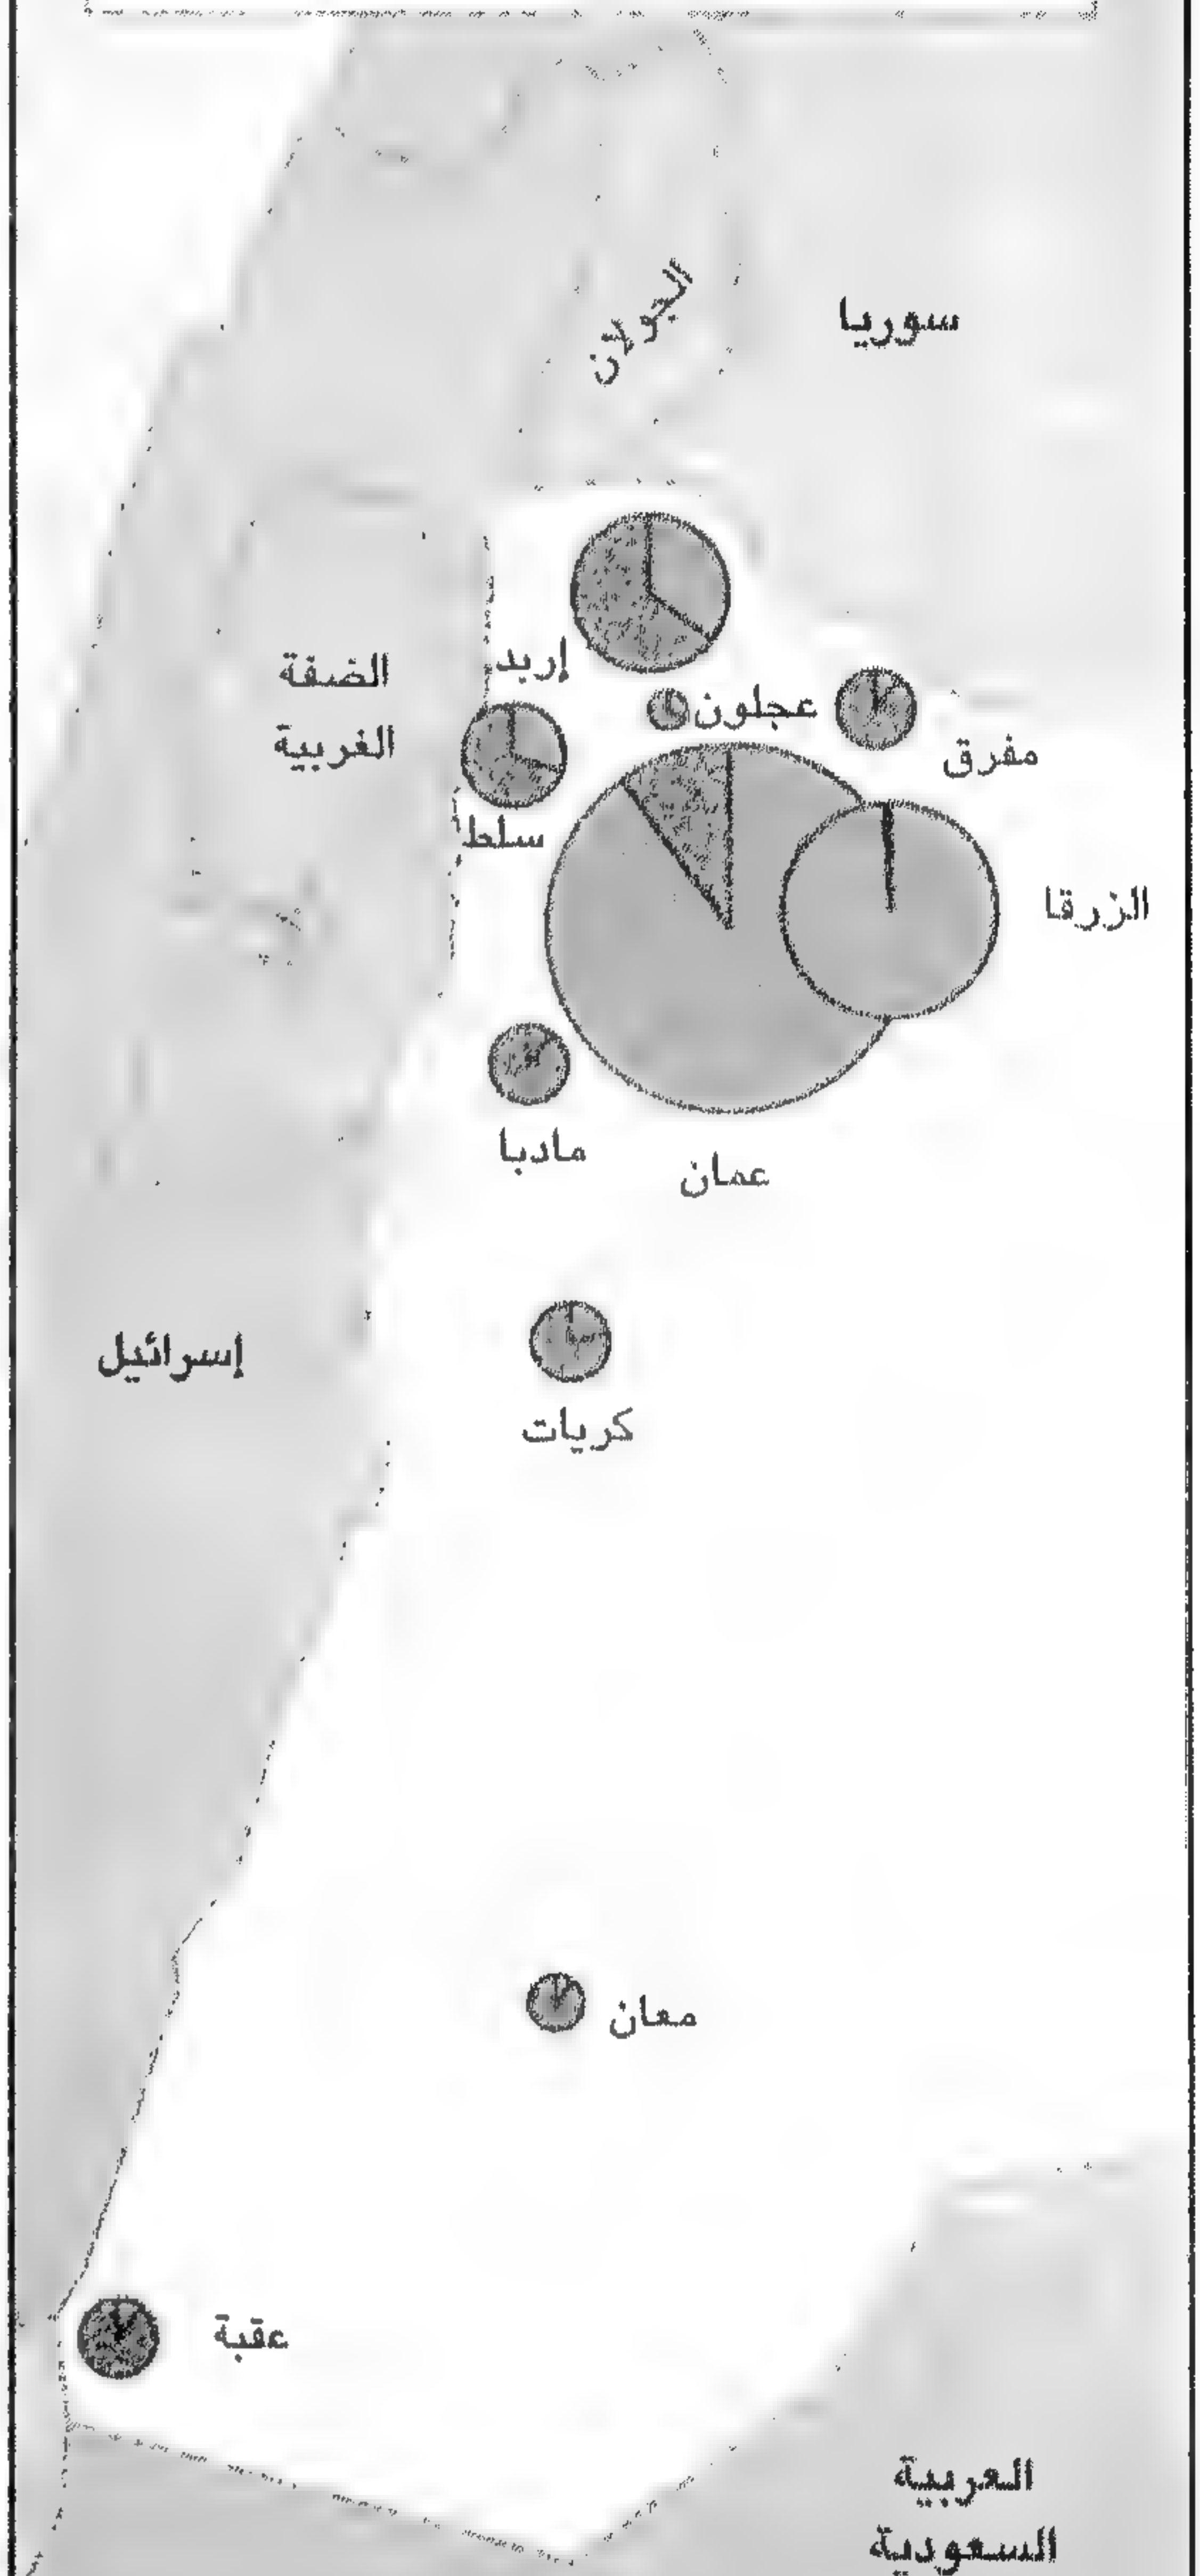 سوريا
الجولان
إربد
الضفة
الغربية
عجلون
مفرق
سلط
الزرقا
مادبا
عمان
إسرائيل
كريات
معان
عقبة
العربية
السعودية